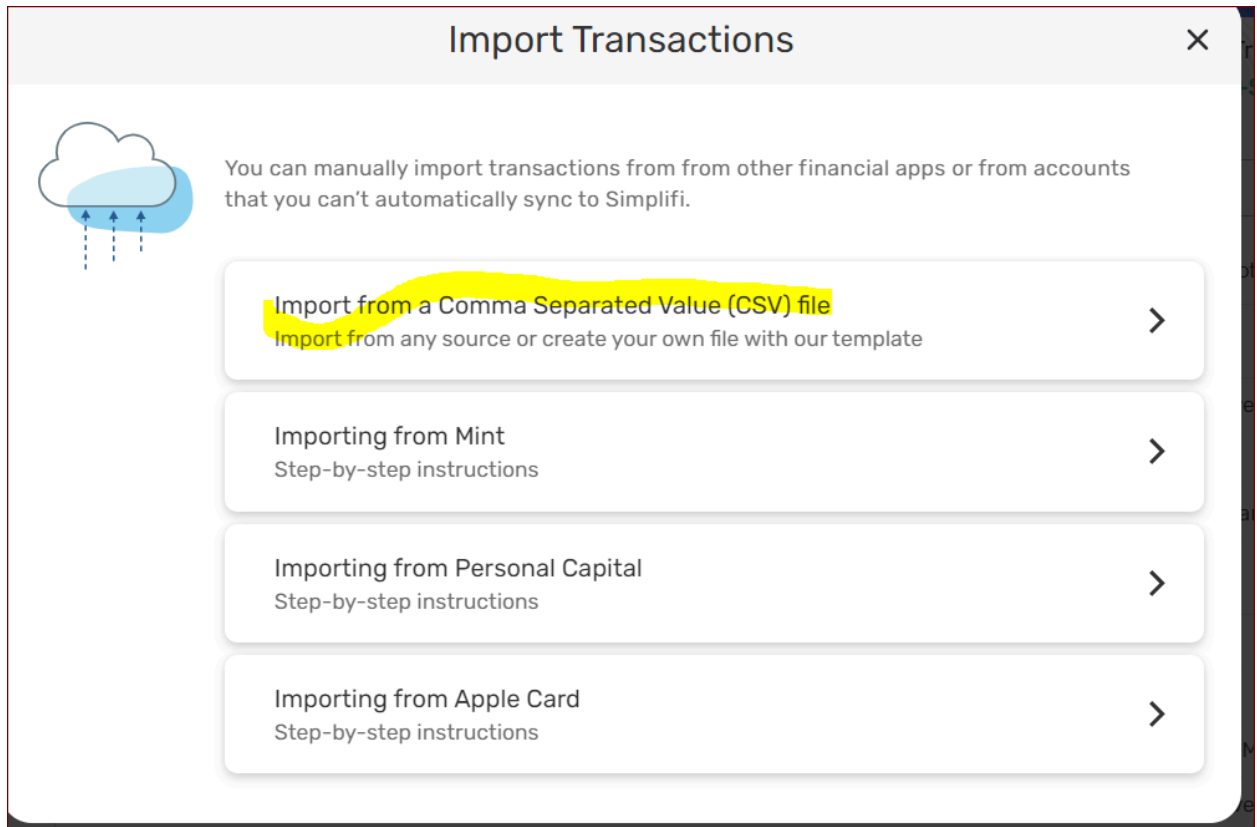 Import Transactions
You can manually import transactions from from other financial apps or from accounts
that you can't automatically sync to Simplifi.
Import from a Comma Separated Value (CSV) file
Import from any source or create your own file with our template
Importing from Mint
Step-by-step instructions
Importing from Personal Capital
Step-by-step instructions
Importing from Apple Card
Step-by-step instructions